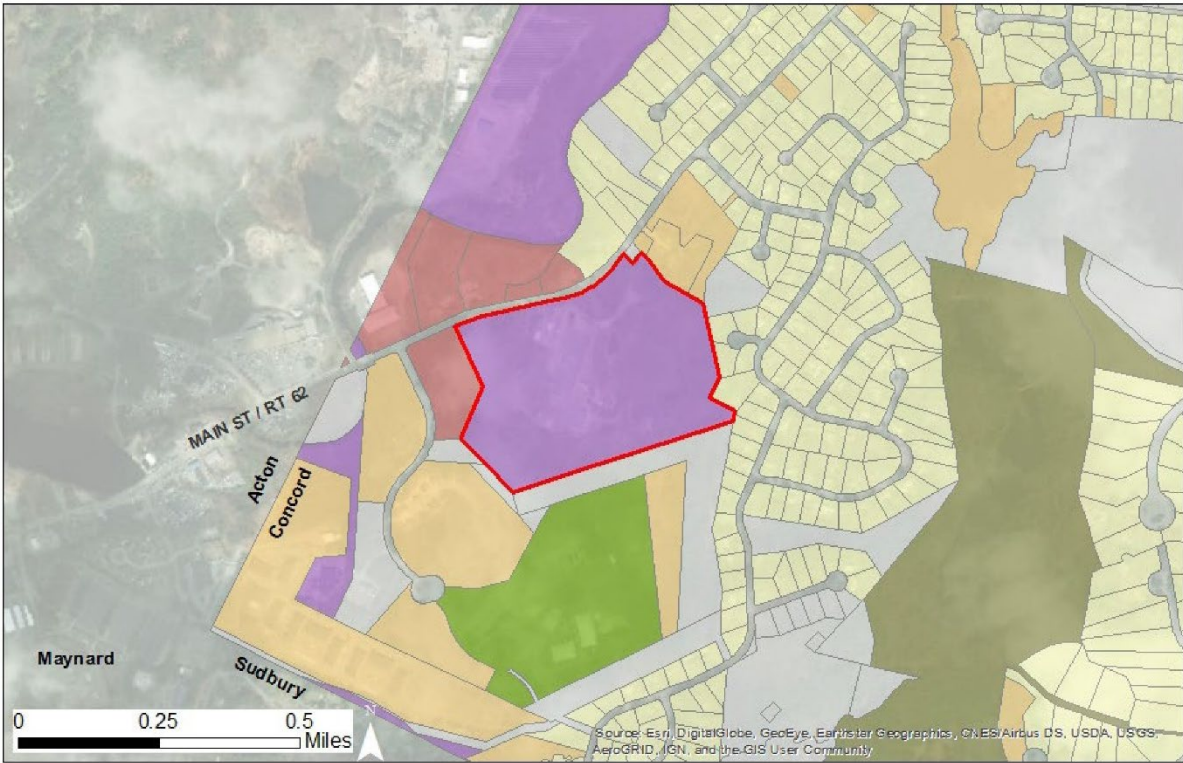 MAIN ST / RT 62
Acton
Concord
Maynard
Sudbury
0 0.25 0.5
Miles
N
Source: Esri, DigitalGlobe, GeoEye, Earthstar Geographics, CNES/Airbus DS, USDA, USGS,
AeroGRID, IGN, and the GIS User Community